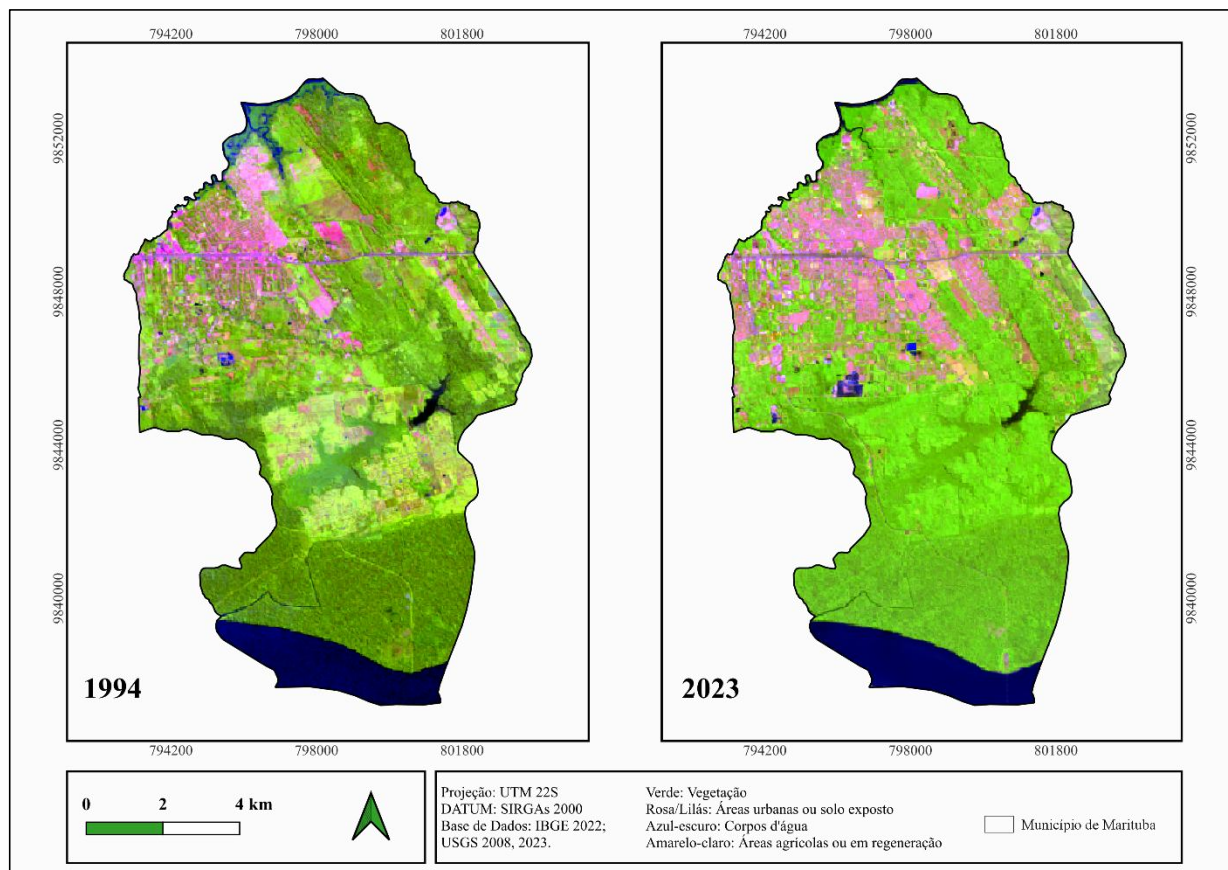 794200 798000 801800
794200 798000 801800
9852000
9848000
9844000
9840000
9852000
9848000
9844000
9840000
1994
2023
794200 798000 801800
794200 798000 801800
0 2 4 km
Projeção: UTM 22S
DATUM: SIRGAs 2000
Base de Dados: IBGE 2022;
USGS 2008, 2023.
Verde: Vegetação
Rosa/Lilás: Áreas urbanas ou solo exposto
Azul-escuro: Corpos d'água
Amarelo-claro: Áreas agrícolas ou em regeneração
Município de Marituba